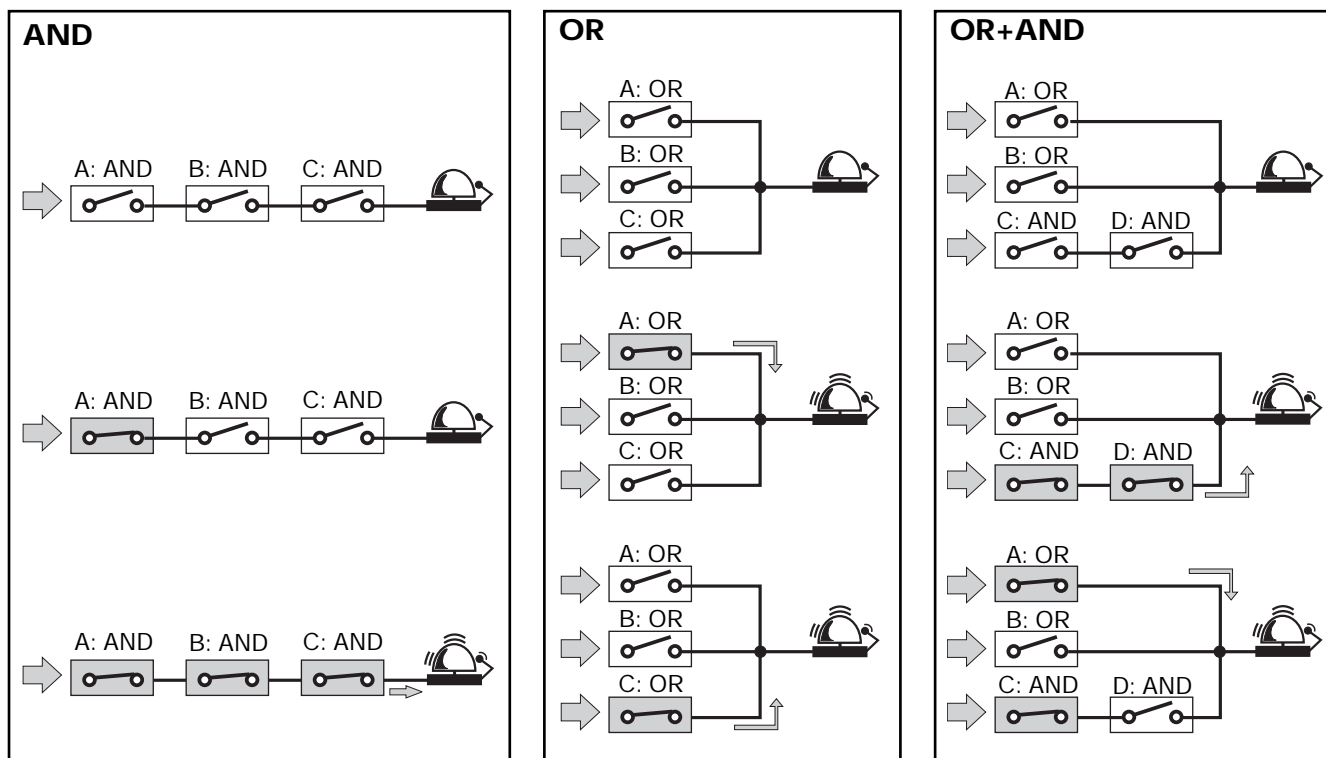 AND
A: AND B: AND C: AND
A: AND B: AND C: AND
A: AND B: AND C: AND
OR
A: OR
B: OR
C: OR
A: OR
B: OR
C: OR
A: OR
B: OR
C: OR
OR+AND
A: OR
B: OR
C: AND D: AND
A: OR
B: OR
C: AND D: AND
A: OR
B: OR
C: AND D: AND